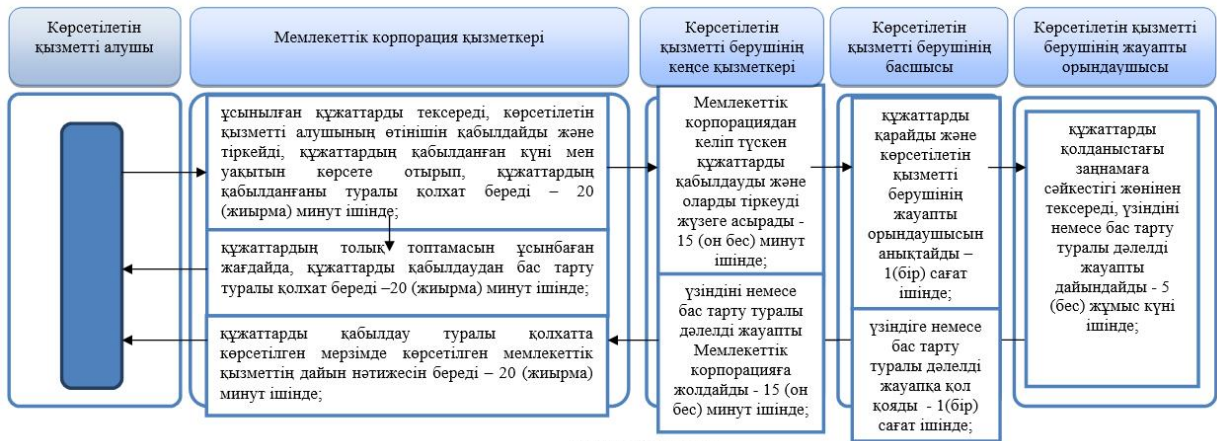 Көрсетілетін
қызметті алушы
Мемлекеттік корпорация қызметкері
Көрсетілетін
қызметті берушінің
кеңсе қызметкері
Көрсетілетін
қызметті берушінің
басшысы
Көрсетілетін қызметті
берушінің жауапты
орындаушысы
ұсынылған құжаттарды тексереді, көрсетілетін
қызметті алушының өтінішін қабылдайды және
тіркейді, құжаттардың қабылданған күні мен
уақытын көрсете отырып, құжаттардың
қабылданғаны туралы қолхат береді – 20
(жиырма) минут ішінде;
құжаттардың толық топтамасын ұсынбаған
жағдайда, құжаттарды қабылдаудан бас тарту
туралы қолхат береді –20 (жиырма) минут ішінде;
құжаттарды қабылдау туралы қолхатта
көрсетілген мерзімде көрсетілген мемлекеттік
қызметтің дайын нәтижесін береді – 20 (жиырма)
минут ішінде;
Мемлекеттік
корпорациядан
келіп түскен
құжаттарды
қабылдауды және
оларды тіркеуді
жүзеге асырады -
15 (он бес) минут
ішінде;
үзіндіні немесе
бас тарту туралы
дәлелді жауапты
Мемлекеттік
корпорацияға
жолдайды - 15 (он
бес) минут ішінде;
құжаттарды
қарайды және
көрсетілетін
қызметті
берушінің
жауапты
орындаушысын
анықтайды –
1(бір) сағат
ішінде;
үзіндіге немесе
бас тарту
туралы дәлелді
жауапқа қол
қояды - 1(бір)
сағат ішінде;
құжаттарды
қолданыстағы
заңнамаға
сәйкестігі жөнінен
тексереді, үзіндіні
немесе бас тарту
туралы дәлелді
жауапты
дайындайды - 5
(бес) жұмыс күні
ішінде;